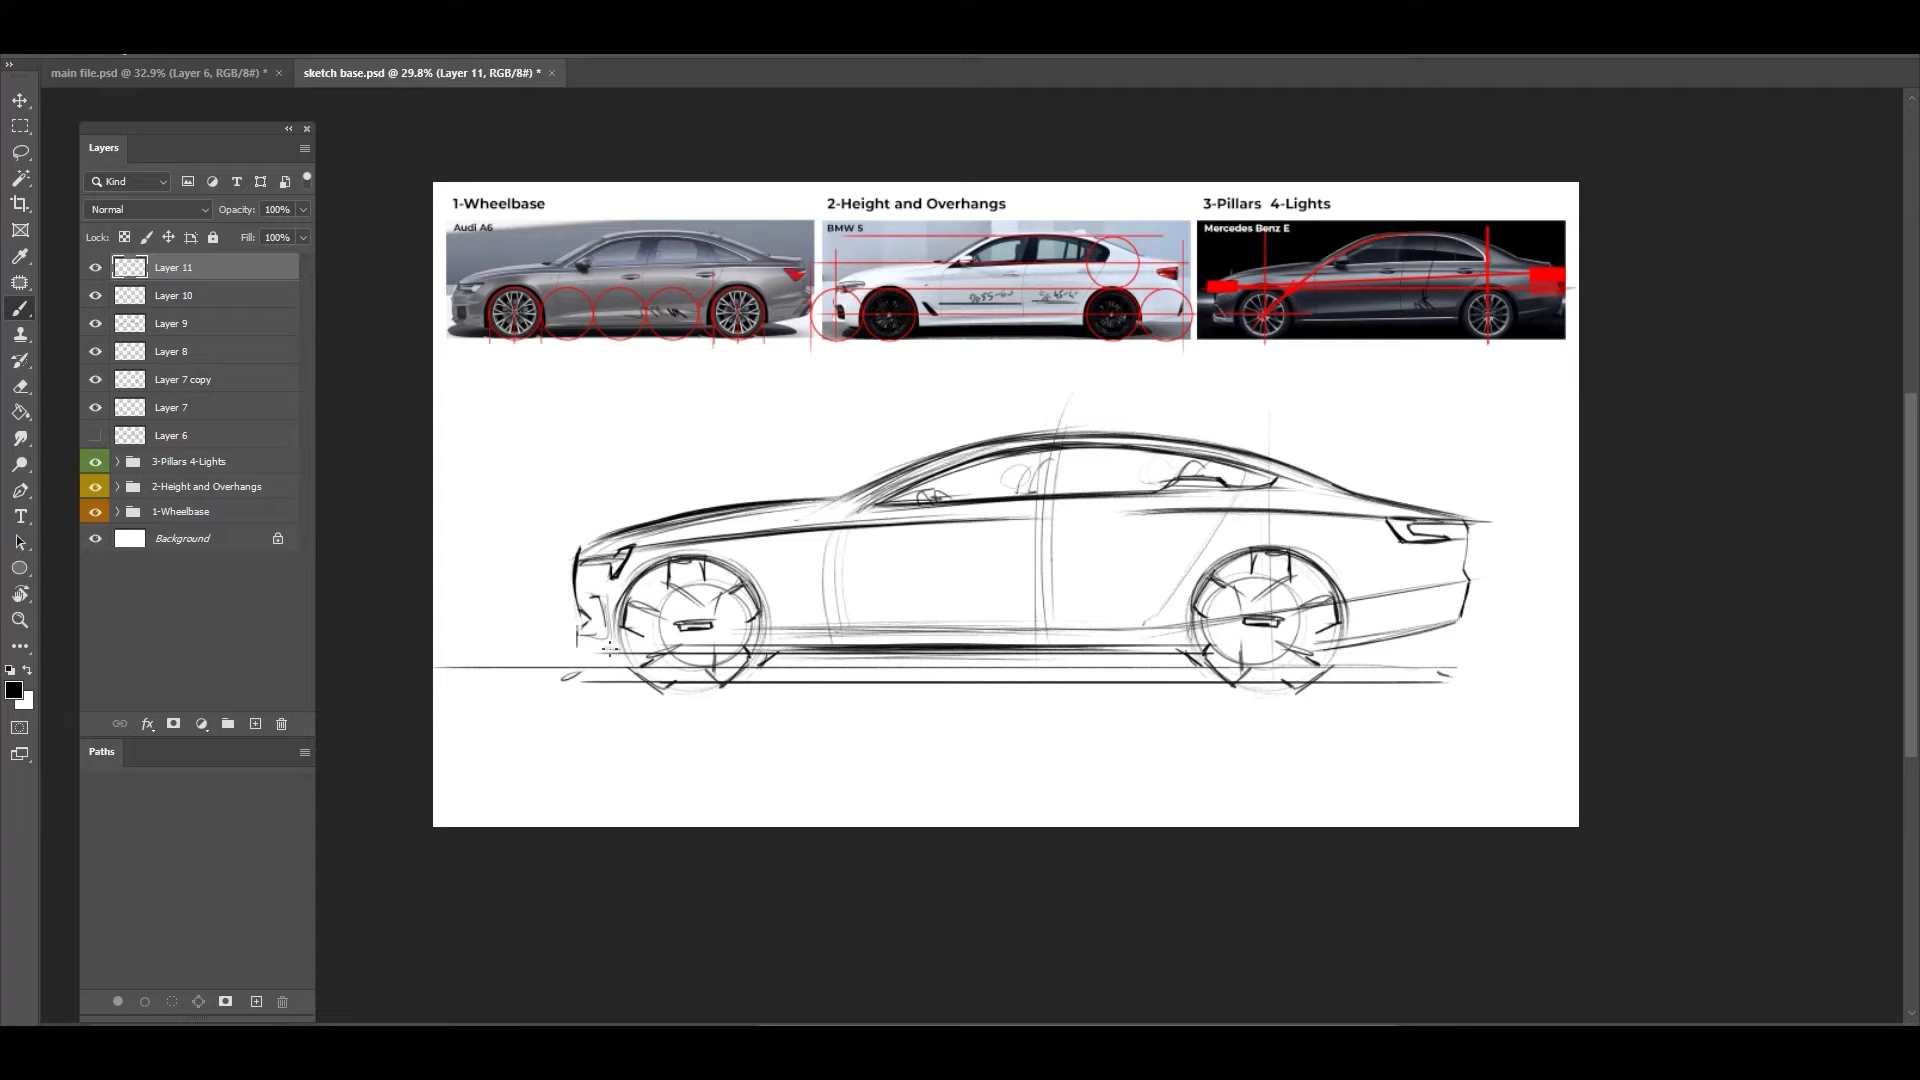 main file.psd @ 32.9% (Layer 6, RGB/8#) *
sketch base.psd @ 29.8% (Layer 11, RGB/8#) *
Layers
Kind
Normal
Opacity: 100%
Lock:
Fill: 100%
Layer 11
Layer 10
Layer 9
Layer 8
Layer 7 copy
Layer 7
Layer 6
3-Pillars 4-Lights
2-Height and Overhangs
1-Wheelbase
Background
fx
Paths
1-Wheelbase
Audi A6
2-Height and Overhangs
BMW 5
3-Pillars 4-Lights
Mercedes Benz E